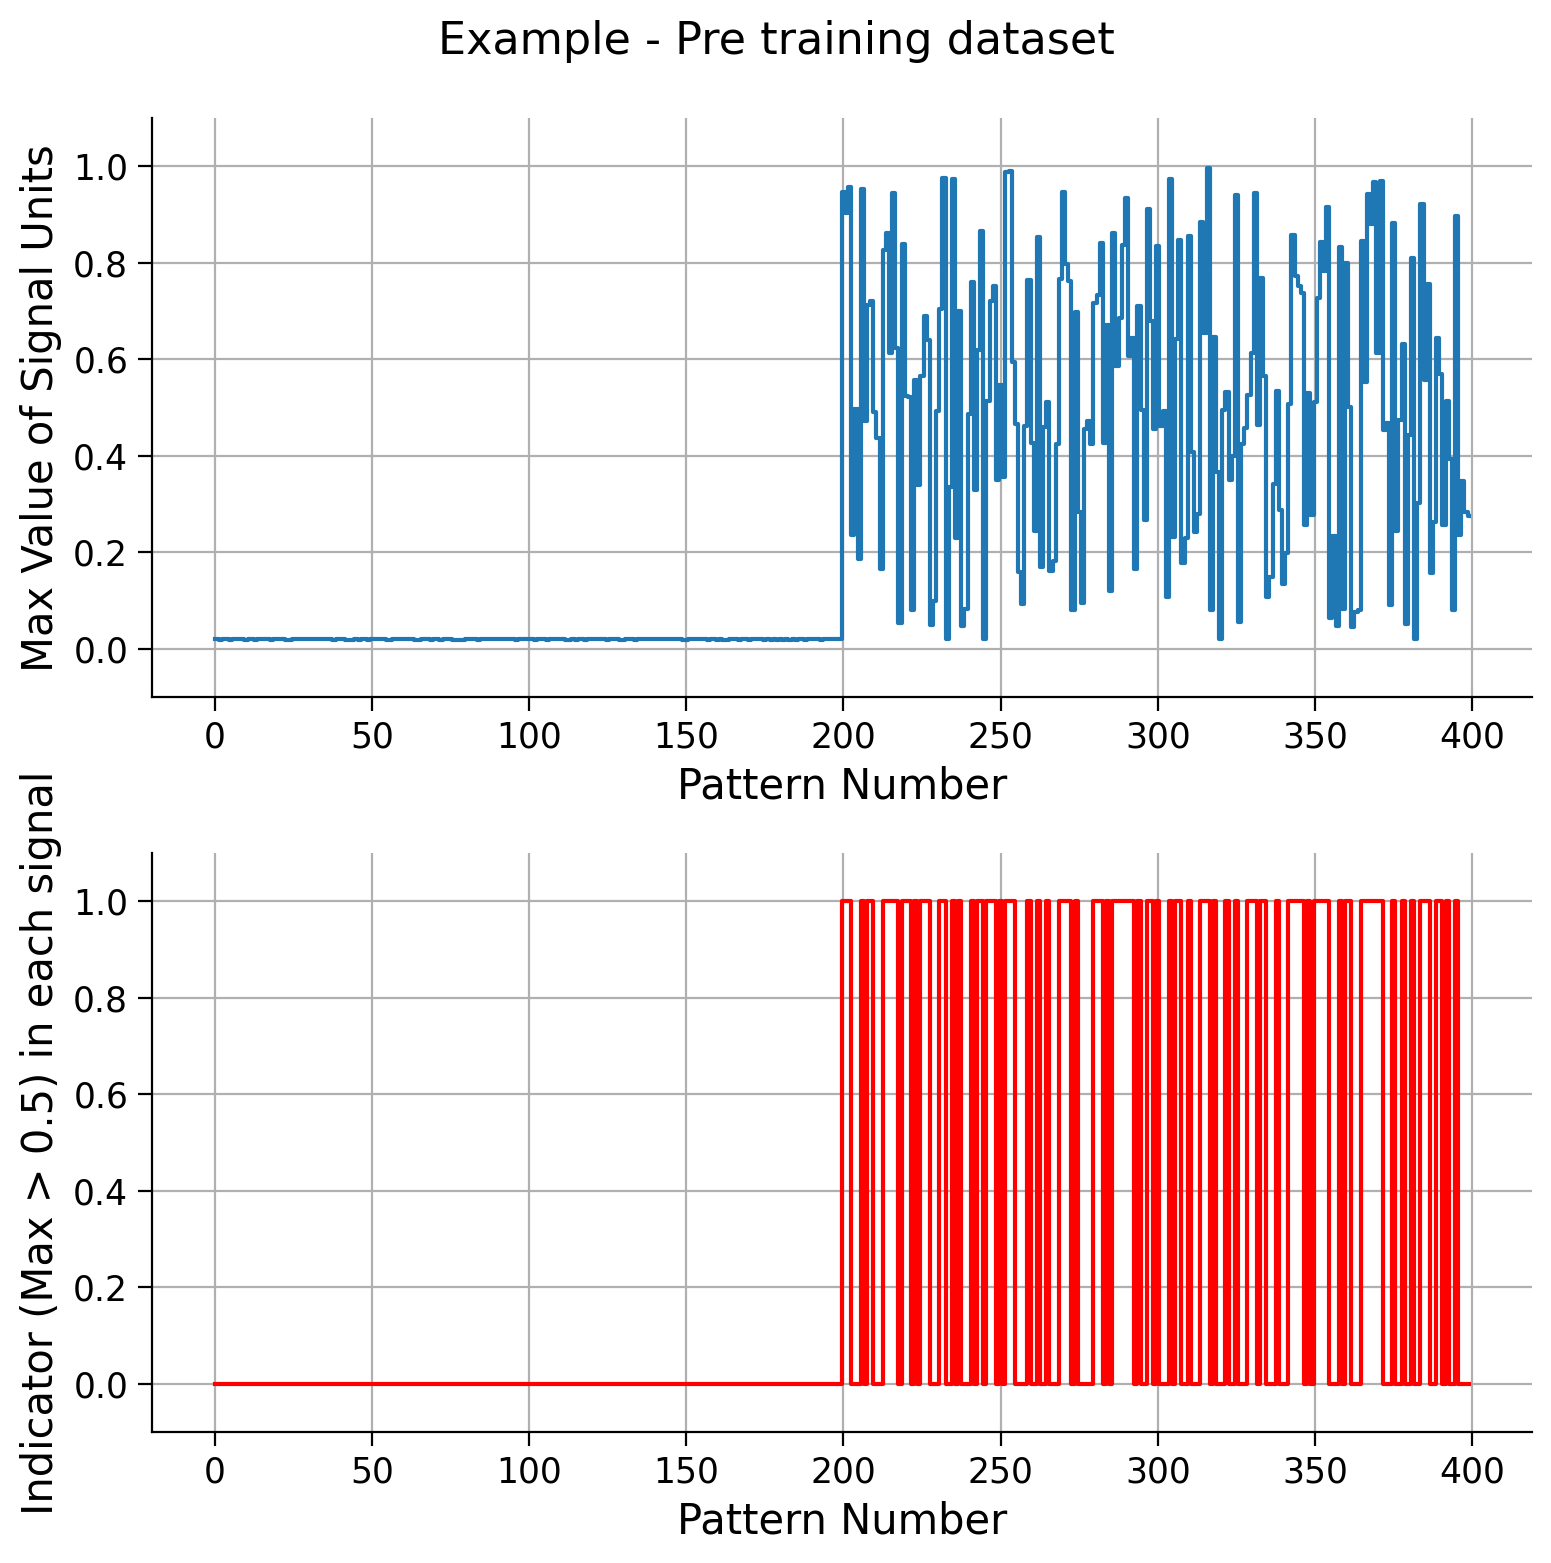 Example - Pre training dataset
Max Value of Signal Units
1.0
0.8
0.6
0.4
0.2
0.0
0 50 100 150 200 250 300 350 400
Pattern Number
Indicator (Max > 0.5) in each signal
1.0
0.8
0.6
0.4
0.2
0.0
0 50 100 150 200 250 300 350 400
Pattern Number